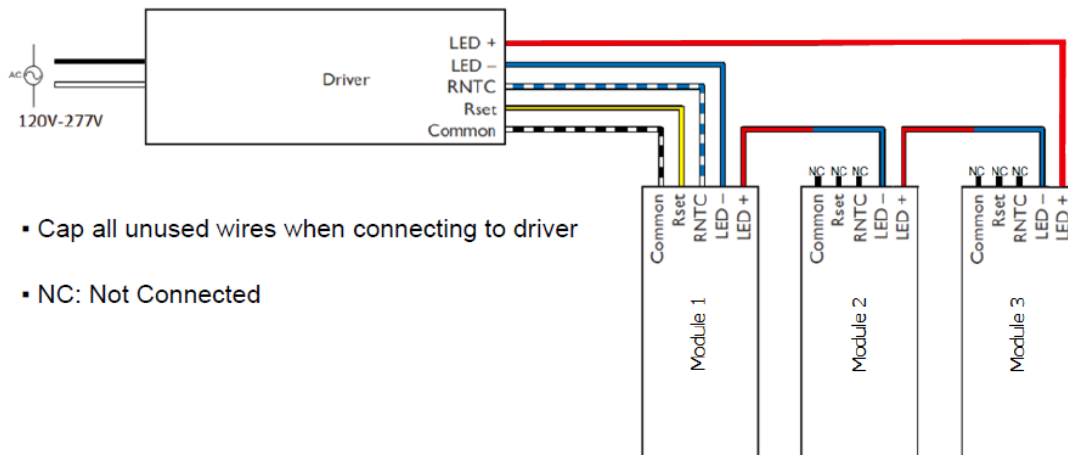 LED +
LED –
RNTC
Rset
Common
Driver
AC
120V-277V
NC NC NC
NC NC NC
Common
Rset
RNTC
LED –
LED +
Common
Rset
RNTC
LED –
LED +
Common
Rset
RNTC
LED –
LED +
▪ Cap all unused wires when connecting to driver
▪ NC: Not Connected
Module 1
Module 2
Module 3